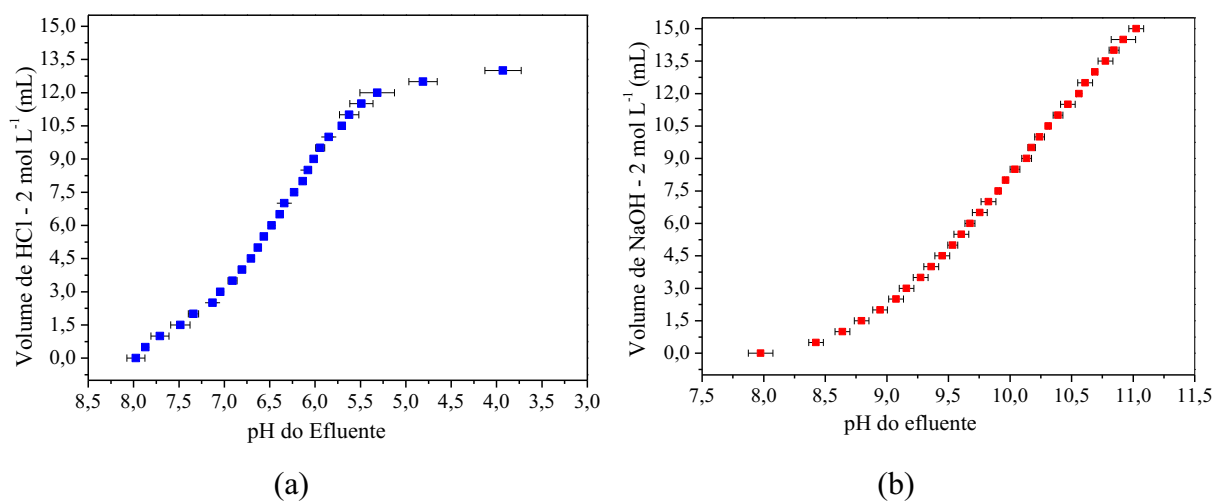 Volume de HCl - 2 mol L⁻¹ (mL)
15,0
13,5
12,0
10,5
9,0
7,5
6,0
4,5
3,0
1,5
0,0
8,5 8,0 7,5 7,0 6,5 6,0 5,5 5,0 4,5 4,0 3,5 3,0
pH do Efluente
(a)
Volume de NaOH - 2 mol L⁻¹ (mL)
15,0
13,5
12,0
10,5
9,0
7,5
6,0
4,5
3,0
1,5
0,0
7,5 8,0 8,5 9,0 9,5 10,0 10,5 11,0 11,5
pH do efluente
(b)